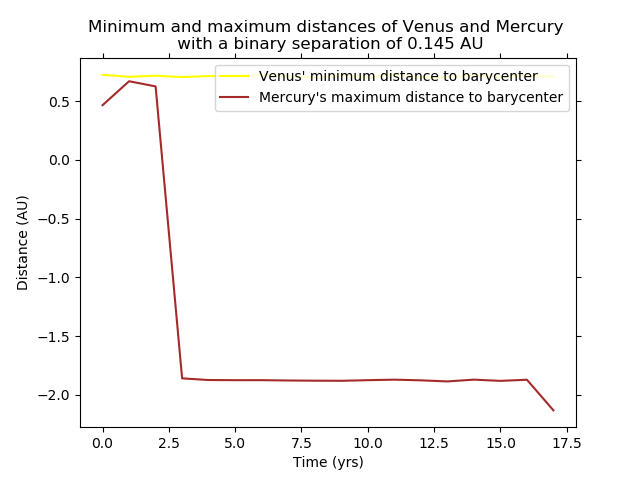 Minimum and maximum distances of Venus and Mercury
with a binary separation of 0.145 AU
Venus' minimum distance to barycenter
Mercury's maximum distance to barycenter
Distance (AU)
0.5
0.0
−0.5
−1.0
−1.5
−2.0
0.0 2.5 5.0 7.5 10.0 12.5 15.0 17.5
Time (yrs)